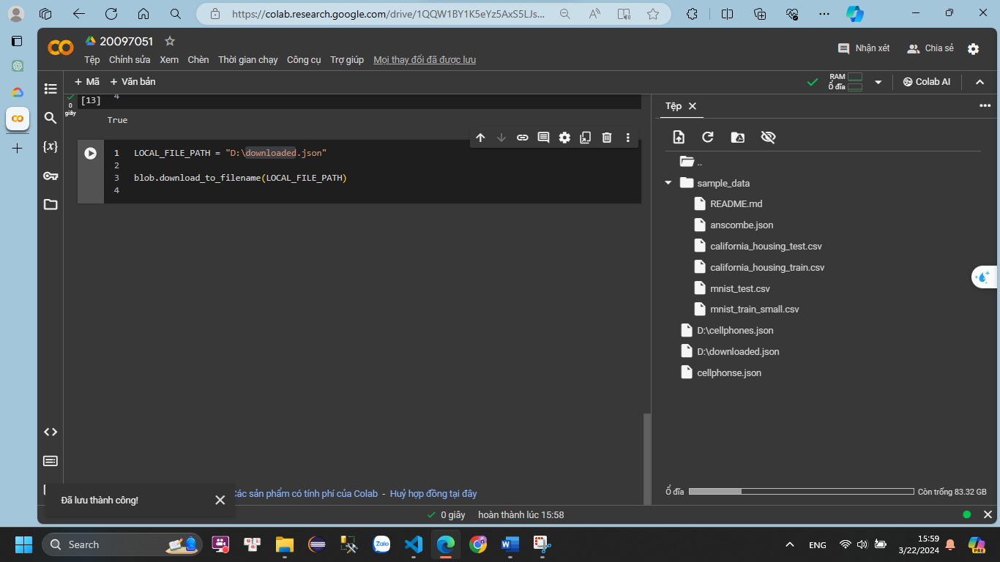 https://colab.research.google.com/drive/1QQW1BY1K5eYz5AxS5LJs...
20097051
Tệp Chỉnh sửa Xem Chèn Thời gian chạy Công cụ Trợ giúp Mọi thay đổi đã được lưu
Nhận xét Chia sẻ
+ Mã + Văn bản
RAM
Ổ đĩa
Colab AI
[13] 4
0
giây
True
Tệp
1 LOCAL_FILE_PATH = "D:\downloaded.json"
2
3 blob.download_to_filename(LOCAL_FILE_PATH)
4
..
sample_data
README.md
anscombe.json
california_housing_test.csv
california_housing_train.csv
mnist_test.csv
mnist_train_small.csv
D:\cellphones.json
D:\downloaded.json
cellphonse.json
Ổ đĩa Còn trống 83.32 GB
Các sản phẩm có tính phí của Colab - Huỷ hợp đồng tại đây
Đã lưu thành công!
0 giây hoàn thành lúc 15:58
Search
Zalo
ENG
15:59
3/22/2024
PRE